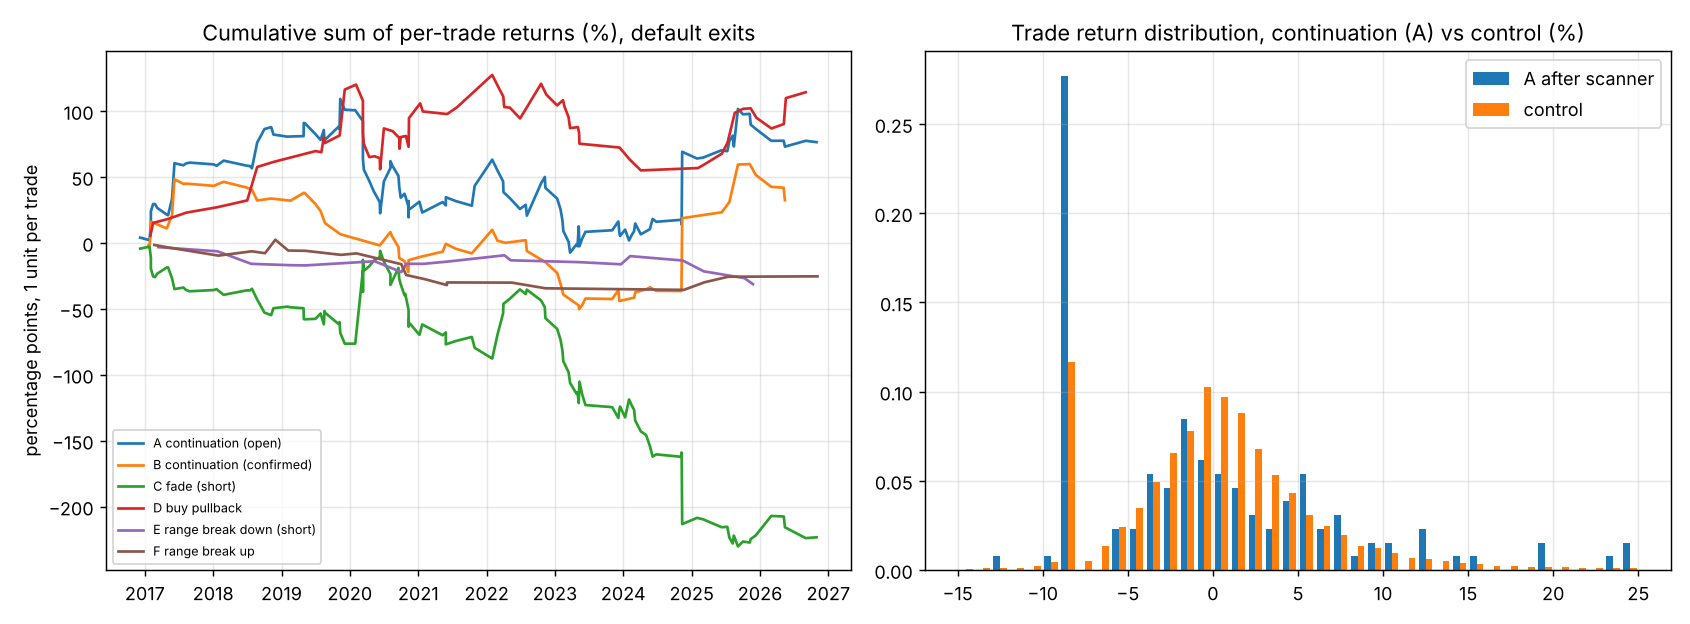 Cumulative sum of per-trade returns (%), default exits
percentage points, 1 unit per trade
100
50
0
−50
−100
−150
−200
A continuation (open)
B continuation (confirmed)
C fade (short)
D buy pullback
E range break down (short)
F range break up
2017 2018 2019 2020 2021 2022 2023 2024 2025 2026 2027
Trade return distribution, continuation (A) vs control (%)
A after scanner
control
0.25
0.20
0.15
0.10
0.05
0.00
−15 −10 −5 0 5 10 15 20 25